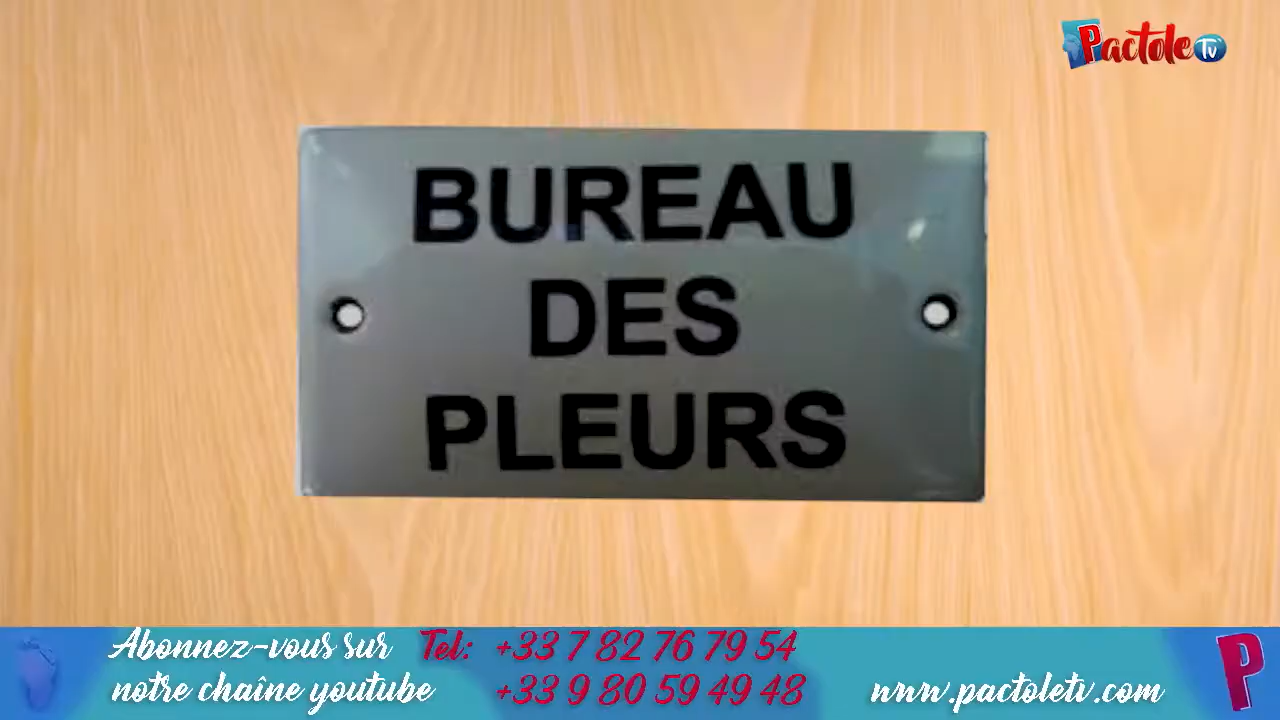 Pactole Tv
BUREAU
DES
PLEURS
Abonnez-vous sur
notre chaîne youtube
Tel: +33 7 82 76 79 54
+33 9 80 59 49 48
www.pactoletv.com
P